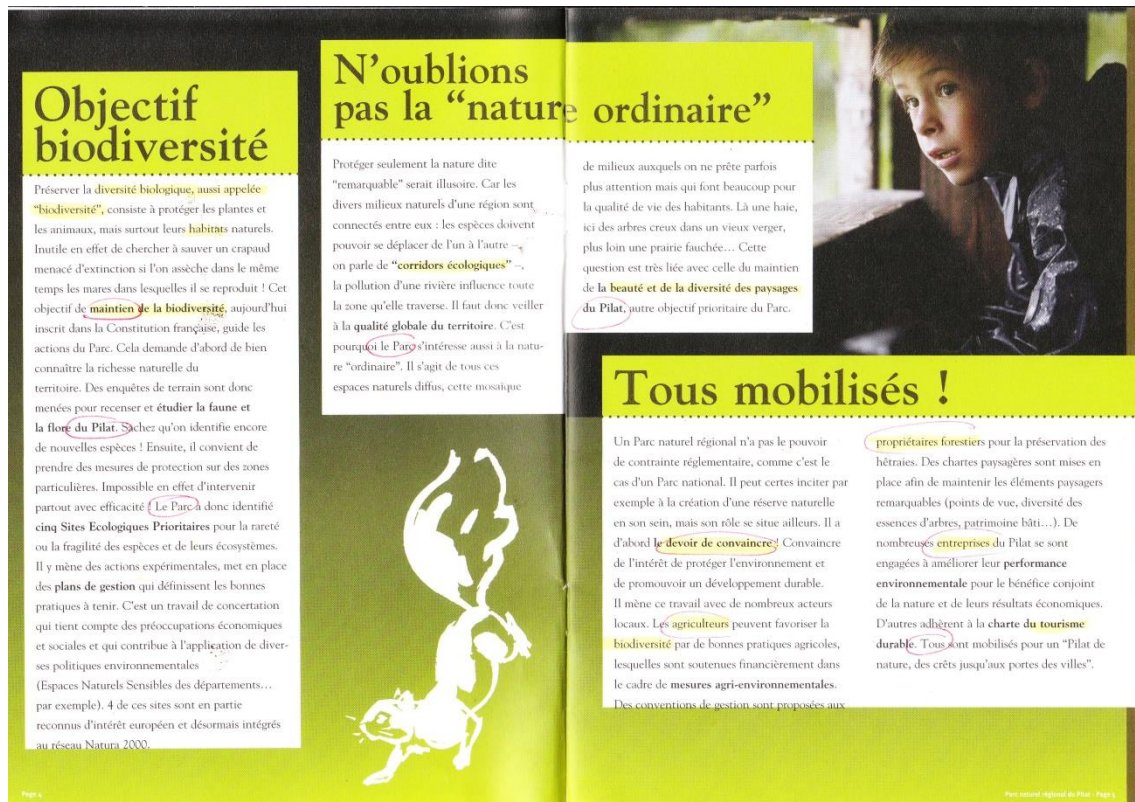 Objectif
biodiversité
Préserver la diversité biologique, aussi appelée
“biodiversité”, consiste à protéger les plantes et
les animaux, mais surtout leurs habitats naturels.
Inutile en effet de chercher à sauver un crapaud
menacé d'extinction si l'on assèche dans le même
temps les mares dans lesquelles il se reproduit ! Cet
objectif de maintien de la biodiversité, aujourd'hui
inscrit dans la Constitution française, guide les
actions du Parc. Cela demande d'abord de bien
connaître la richesse naturelle du
territoire. Des enquêtes de terrain sont donc
menées pour recenser et étudier la faune et
la flore du Pilat. Sachez qu'on identifie encore
de nouvelles espèces ! Ensuite, il convient de
prendre des mesures de protection sur des zones
particulières. Impossible en effet d'intervenir
partout avec efficacité ! Le Parc a donc identifié
cinq Sites Ecologiques Prioritaires pour la rareté
ou la fragilité des espèces et de leurs écosystèmes.
Il y mène des actions expérimentales, met en place
des plans de gestion qui définissent les bonnes
pratiques à tenir. C'est un travail de concertation
qui tient compte des préoccupations économiques
et sociales et qui contribue à l'application de diver-
ses politiques environnementales
(Espaces Naturels Sensibles des départements…
par exemple). 4 de ces sites sont en partie
reconnus d'intérêt européen et désormais intégrés
au réseau Natura 2000.
N'oublions
pas la “nature ordinaire”
Protéger seulement la nature dite
“remarquable” serait illusoire. Car les
divers milieux naturels d'une région sont
connectés entre eux : les espèces doivent
pouvoir se déplacer de l'un à l'autre –,
on parle de “corridors écologiques” –,
la pollution d'une rivière influence toute
la zone qu'elle traverse. Il faut donc veiller
à la qualité globale du territoire. C'est
pourquoi le Parc s'intéresse aussi à la natu-
re “ordinaire”. Il s'agit de tous ces
espaces naturels diffus, cette mosaïque
de milieux auxquels on ne prête parfois
plus attention mais qui font beaucoup pour
la qualité de vie des habitants. Là une haie,
ici des arbres creux dans un vieux verger,
plus loin une prairie fauchée… Cette
question est très liée avec celle du maintien
de la beauté et de la diversité des paysages
du Pilat, autre objectif prioritaire du Parc.
Tous mobilisés !
Un Parc naturel régional n'a pas le pouvoir
de contrainte réglementaire, comme c'est le
cas d'un Parc national. Il peut certes inciter par
exemple à la création d'une réserve naturelle
en son sein, mais son rôle se situe ailleurs. Il a
d'abord le devoir de convaincre ! Convaincre
de l'intérêt de protéger l'environnement et
de promouvoir un développement durable.
Il mène ce travail avec de nombreux acteurs
locaux. Les agriculteurs peuvent favoriser la
biodiversité par de bonnes pratiques agricoles,
lesquelles sont soutenues financièrement dans
le cadre de mesures agri-environnementales.
Des conventions de gestion sont proposées aux
propriétaires forestiers pour la préservation des
hêtraies. Des chartes paysagères sont mises en
place afin de maintenir les éléments paysagers
remarquables (points de vue, diversité des
essences d'arbres, patrimoine bâti…). De
nombreuses entreprises du Pilat se sont
engagées à améliorer leur performance
environnementale pour le bénéfice conjoint
de la nature et de leurs résultats économiques.
D'autres adhèrent à la charte du tourisme
durable. Tous sont mobilisés pour un “Pilat de
nature, des crêts jusqu'aux portes des villes”.
Page 4
Parc naturel régional du Pilat - Page 5